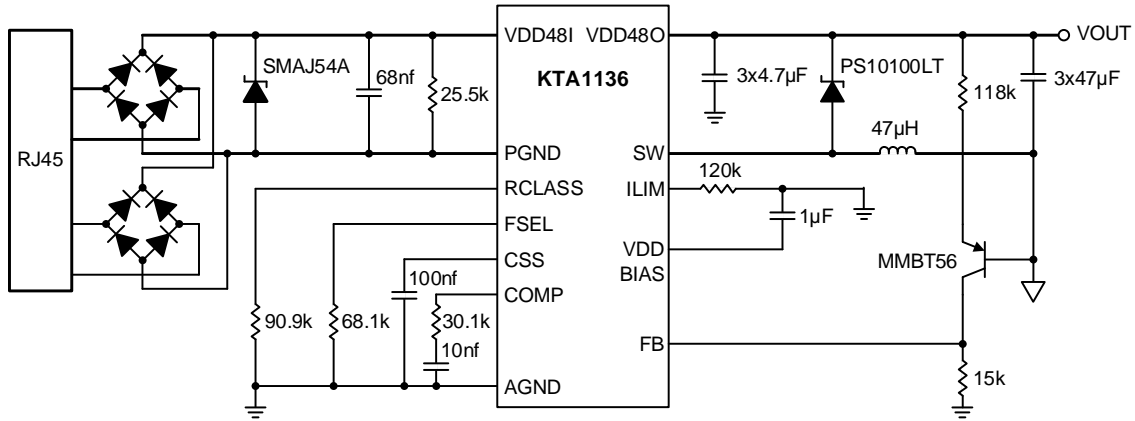 RJ45
SMAJ54A
68nf
25.5k
90.9k
68.1k
100nf
30.1k
10nf
VDD48I VDD48O
KTA1136
PGND SW
RCLASS ILIM
FSEL
CSS VDD
BIAS
COMP
FB
AGND
3x4.7µF
PS10100LT
118k
3x47µF
VOUT
47µH
120k
1µF
MMBT56
15k